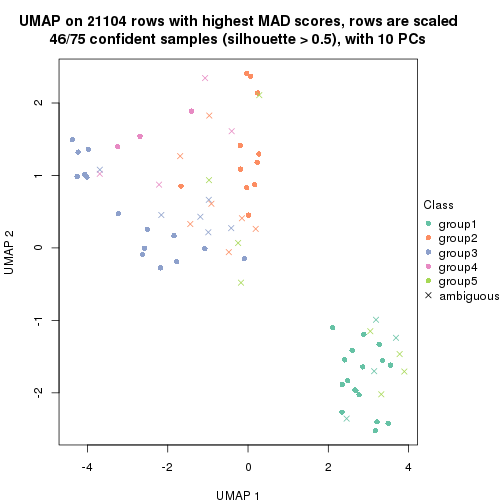 UMAP on 21104 rows with highest MAD scores, rows are scaled
46/75 confident samples (silhouette > 0.5), with 10 PCs
2
1
0
-1
-2
UMAP 2
-4
-2
0
2
4
UMAP 1
Class
group1
group2
group3
group4
group5
ambiguous